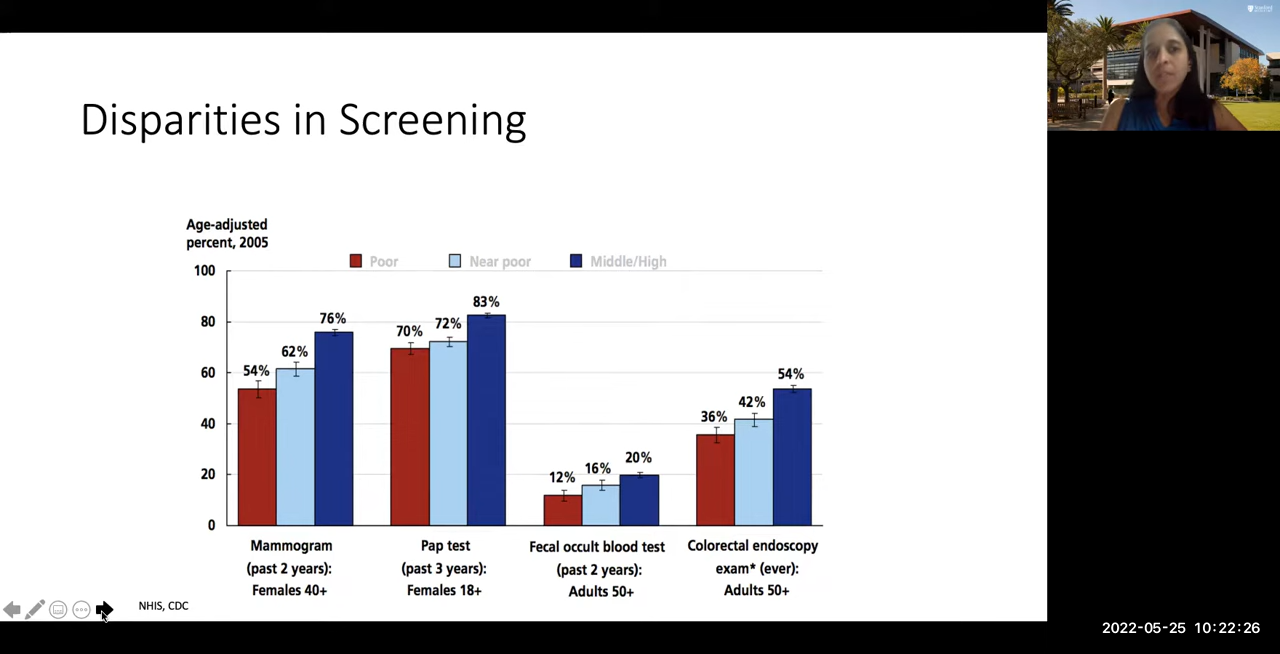 Disparities in Screening
Age-adjusted
percent, 2005
Poor Near poor Middle/High
100
80
60
40
20
0
54% 62% 76%
70% 72% 83%
12% 16% 20%
36% 42% 54%
Mammogram
(past 2 years):
Females 40+
Pap test
(past 3 years):
Females 18+
Fecal occult blood test
(past 2 years):
Adults 50+
Colorectal endoscopy
exam* (ever):
Adults 50+
NHIS, CDC
2022-05-25 10:22:26